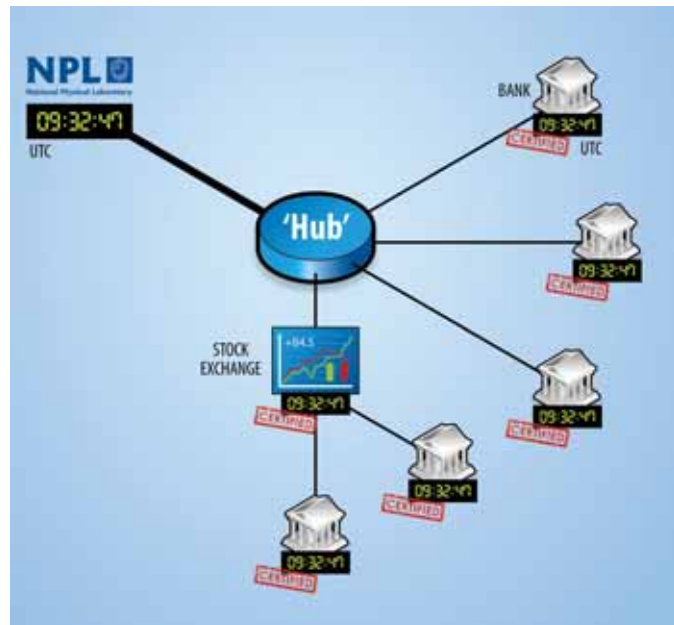 NPL
National Physical Laboratory
09:32:47
UTC
BANK
09:32:47
CERTIFIED
UTC
'Hub'
09:32:47
CERTIFIED
+84.5
STOCK
EXCHANGE
09:32:47
CERTIFIED
09:32:47
CERTIFIED
09:32:47
CERTIFIED
09:32:47
CERTIFIED